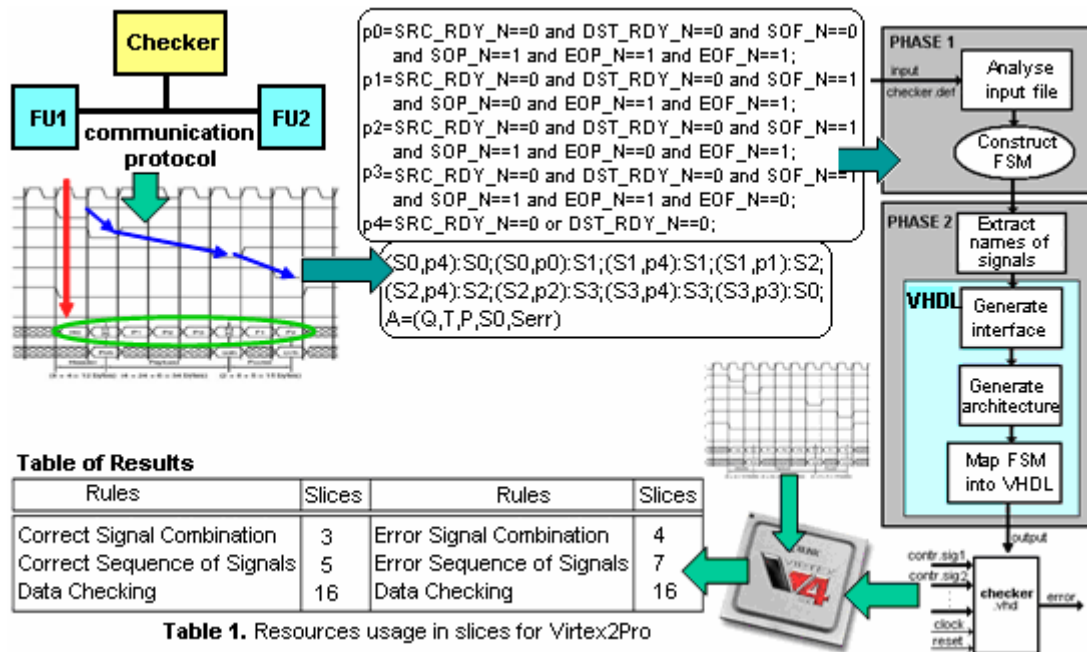 Checker
FU1
FU2
communication
protocol
p0=SRC_RDY_N==0 and DST_RDY_N==0 and SOF_N==0
and SOP_N==1 and EOP_N==1 and EOF_N==1;
p1=SRC_RDY_N==0 and DST_RDY_N==0 and SOF_N==1
and SOP_N==0 and EOP_N==1 and EOF_N==1;
p2=SRC_RDY_N==0 and DST_RDY_N==0 and SOF_N==1
and SOP_N==1 and EOP_N==0 and EOF_N==1;
p3=SRC_RDY_N==0 and DST_RDY_N==0 and SOF_N==1
and SOP_N==1 and EOP_N==1 and EOF_N==0;
p4=SRC_RDY_N==0 or DST_RDY_N==0;
(S0,p4):S0;(S0,p0):S1;(S1,p4):S1;(S1,p1):S2;
(S2,p4):S2;(S2,p2):S3;(S3,p4):S3;(S3,p3):S0;
A=(Q,T,P,S0,Serr)
PHASE 1
input
checker.def
Analyse
input file
Construct
FSM
PHASE 2
Extract
names of
signals
VHDL
Generate
interface
Generate
architecture
Map FSM
into VHDL
output
contr.sig1
contr.sig2
clock
reset
checker
.vhd
error
VIRTEX
4
Table of Results
Rules Slices Rules Slices
Correct Signal Combination 3 Error Signal Combination 4
Correct Sequence of Signals 5 Error Sequence of Signals 7
Data Checking 16 Data Checking 16
Table 1. Resources usage in slices for Virtex2Pro